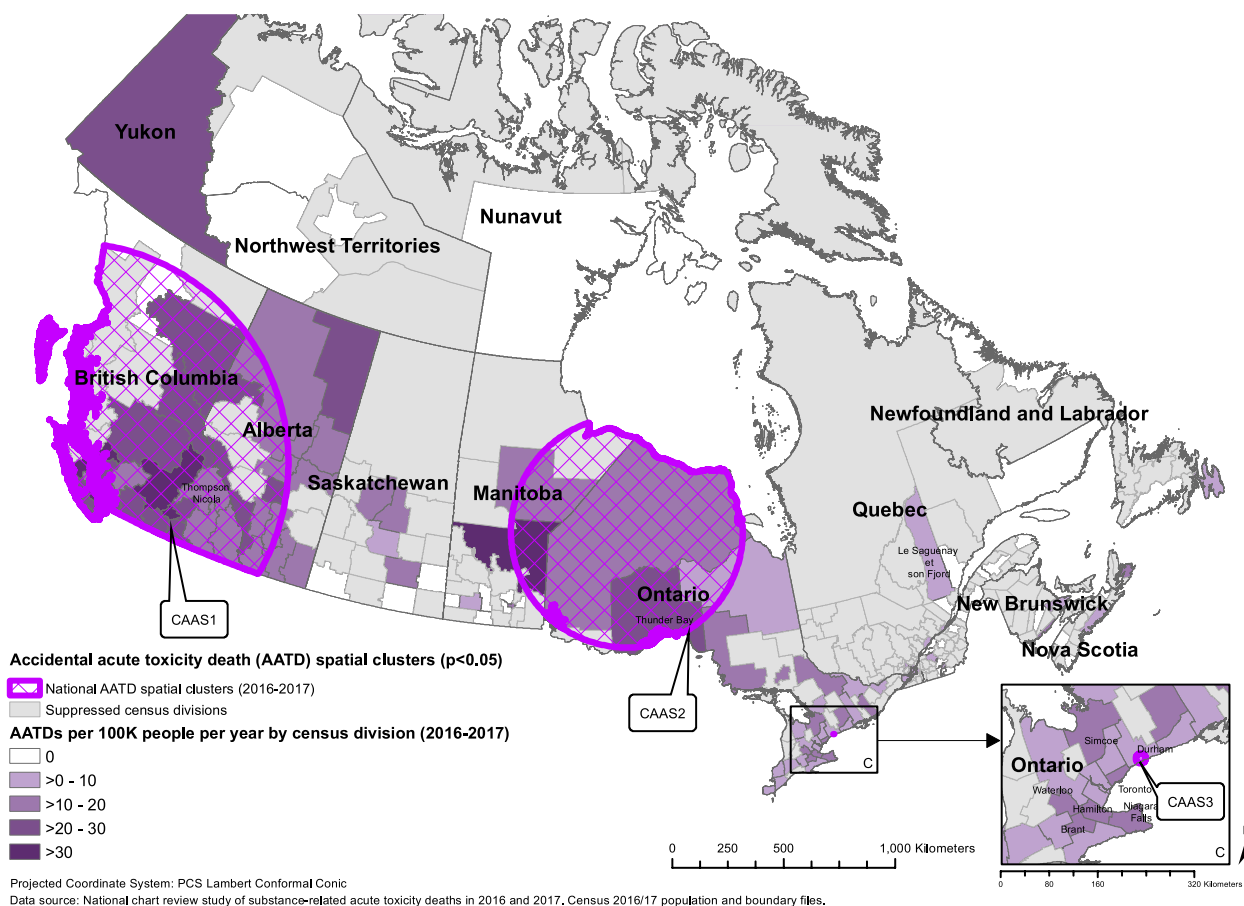 Yukon
Nunavut
Northwest Territories
British Columbia
Alberta
Newfoundland and Labrador
Saskatchewan
Manitoba
Thompson
Nicola
Quebec
Le Saguenay
et
son Fjord
Ontario
Thunder Bay
New Brunswick
Nova Scotia
CAAS1
CAAS2
Accidental acute toxicity death (AATD) spatial clusters (p<0.05)
National AATD spatial clusters (2016-2017)
Suppressed census divisions
AATDs per 100K people per year by census division (2016-2017)
0
>0 - 10
>10 - 20
>20 - 30
>30
C
Simcoe
Durham
Ontario
Waterloo
Toronto
CAAS3
Hamilton
Niagara
Falls
Brant
C
0 250 500 1,000 Kilometers
0 80 160 320 Kilometers
Projected Coordinate System: PCS Lambert Conformal Conic
Data source: National chart review study of substance-related acute toxicity deaths in 2016 and 2017. Census 2016/17 population and boundary files.